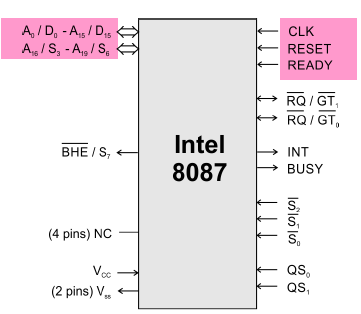 A0 / D0 - A15 / D15
A16 / S3 - A19 / S6
BHE / S7
(4 pins) NC
VCC
(2 pins) Vss
Intel
8087
CLK
RESET
READY
RQ / GT1
RQ / GT0
INT
BUSY
S2
S1
S0
QS0
QS1